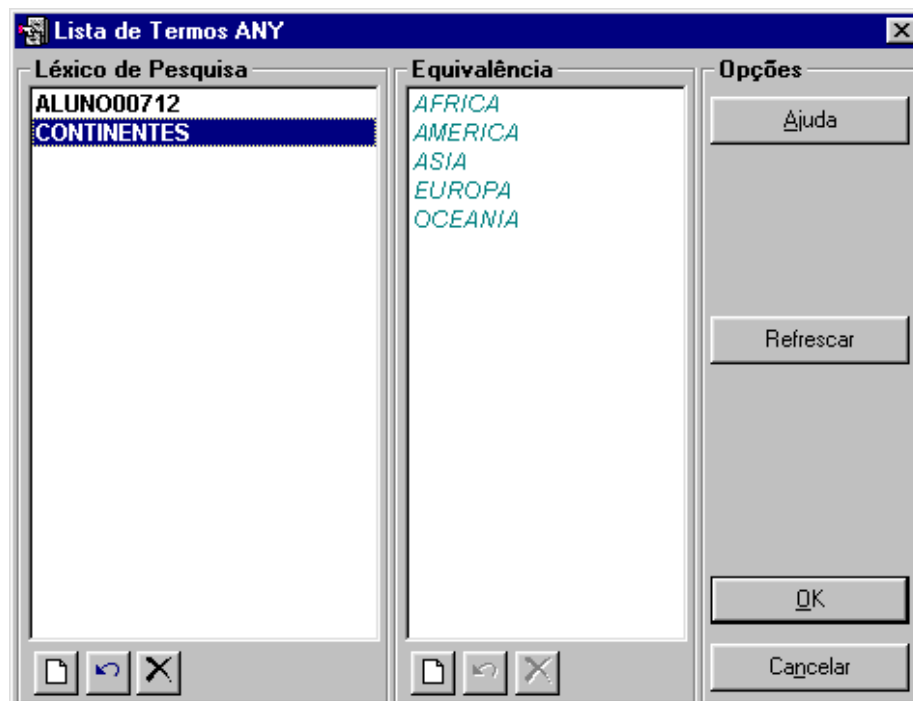 Lista de Termos ANY
Léxico de Pesquisa
ALUNO00712
CONTINENTES
Equivalência
AFRICA
AMERICA
ASIA
EUROPA
OCEANIA
Opções
Ajuda
Refrescar
OK
Cancelar